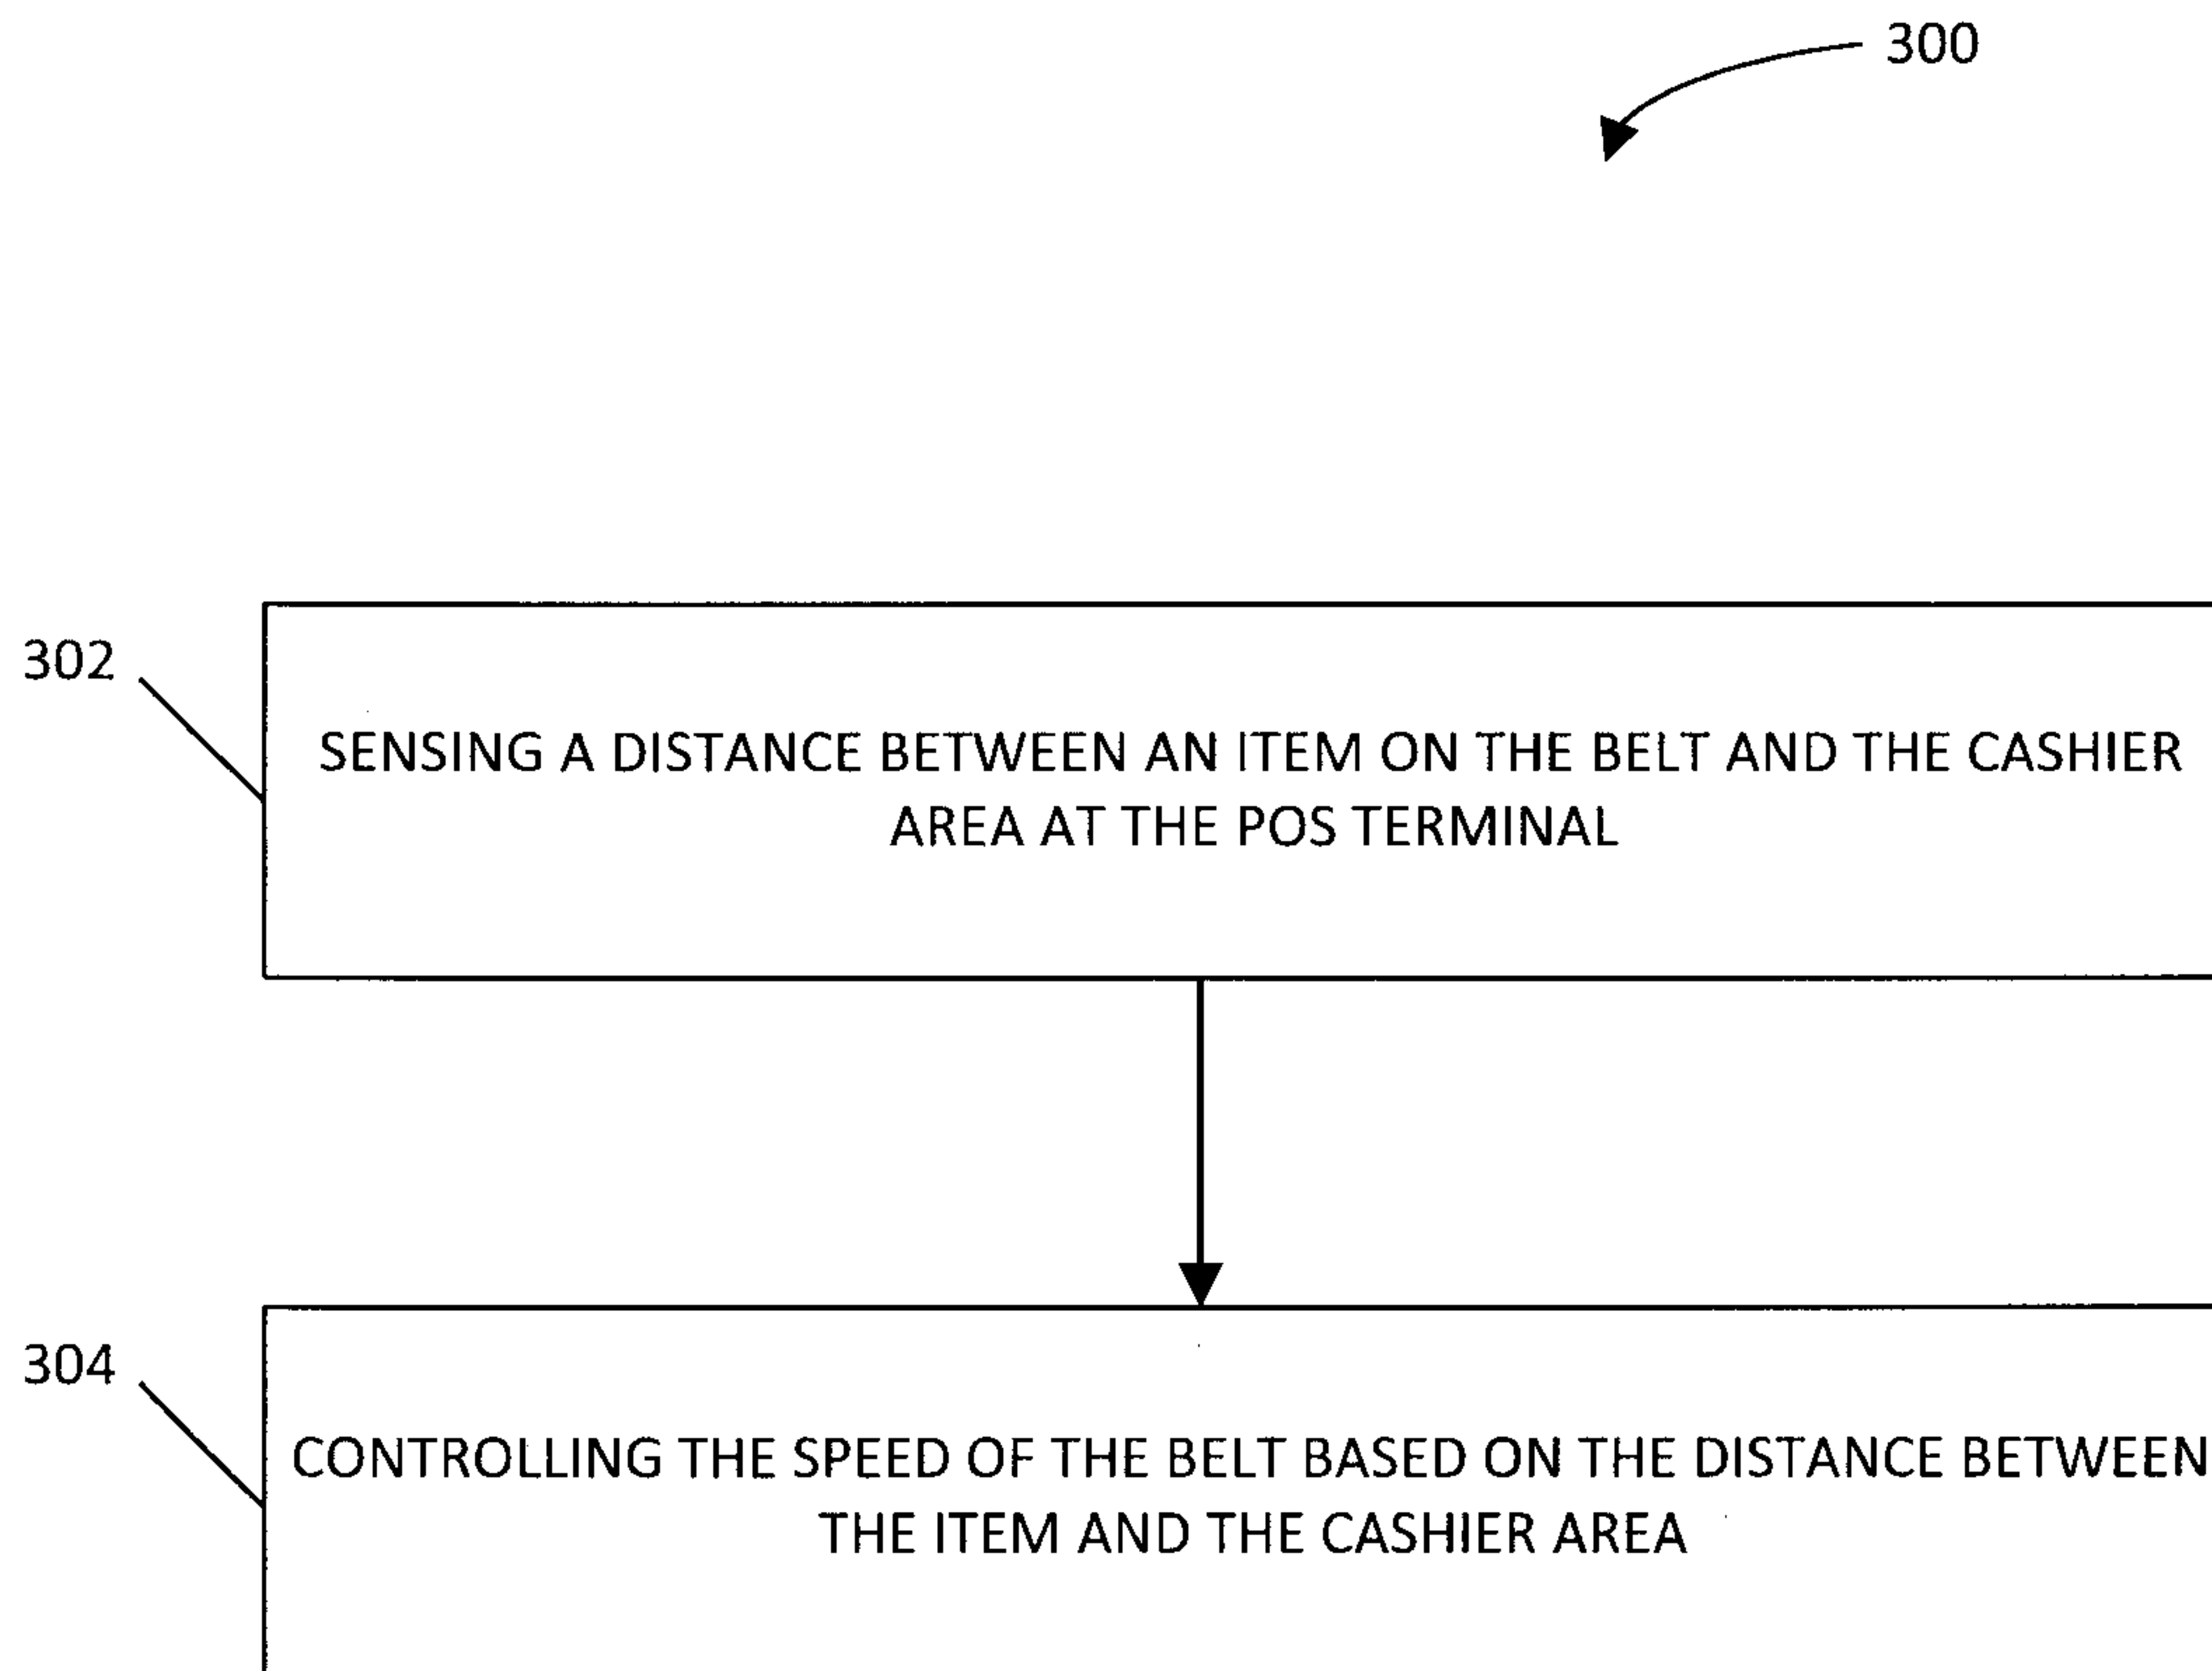 300
302
SENSING A DISTANCE BETWEEN AN ITEM ON THE BELT AND THE CASHIER
AREA AT THE POS TERMINAL
304
CONTROLLING THE SPEED OF THE BELT BASED ON THE DISTANCE BETWEEN
THE ITEM AND THE CASHIER AREA